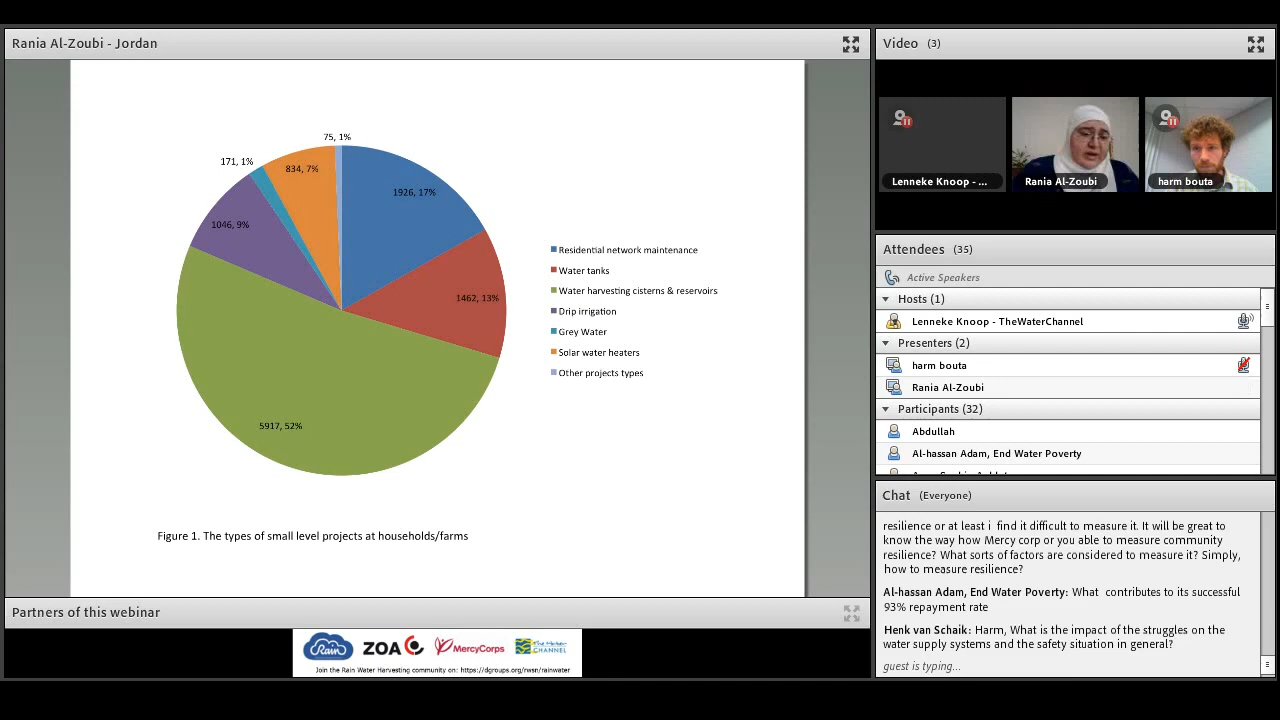 Rania Al-Zoubi - Jordan
75, 1%
171, 1%
834, 7%
1926, 17%
1046, 9%
1462, 13%
5917, 52%
Residential network maintenance
Water tanks
Water harvesting cisterns & reservoirs
Drip irrigation
Grey Water
Solar water heaters
Other projects types
Figure 1. The types of small level projects at households/farms
Partners of this webinar
Rain
ZOA
MercyCorps
The Water
CHANNEL
Join the Rain Water Harvesting community on: https://dgroups.org/rwsn/rainwater
Video (3)
Lenneke Knoop - ...
Rania Al-Zoubi
harm bouta
Attendees (35)
Active Speakers
Hosts (1)
Lenneke Knoop - TheWaterChannel
Presenters (2)
harm bouta
Rania Al-Zoubi
Participants (32)
Abdullah
Al-hassan Adam, End Water Poverty
Chat (Everyone)
resilience or at least i find it difficult to measure it. It will be great to
know the way how Mercy corp or you able to measure community
resilience? What sorts of factors are considered to measure it? Simply,
how to measure resilience?
Al-hassan Adam, End Water Poverty: What contributes to its successful
93% repayment rate
Henk van Schaik: Harm, What is the impact of the struggles on the
water supply systems and the safety situation in general?
guest is typing...